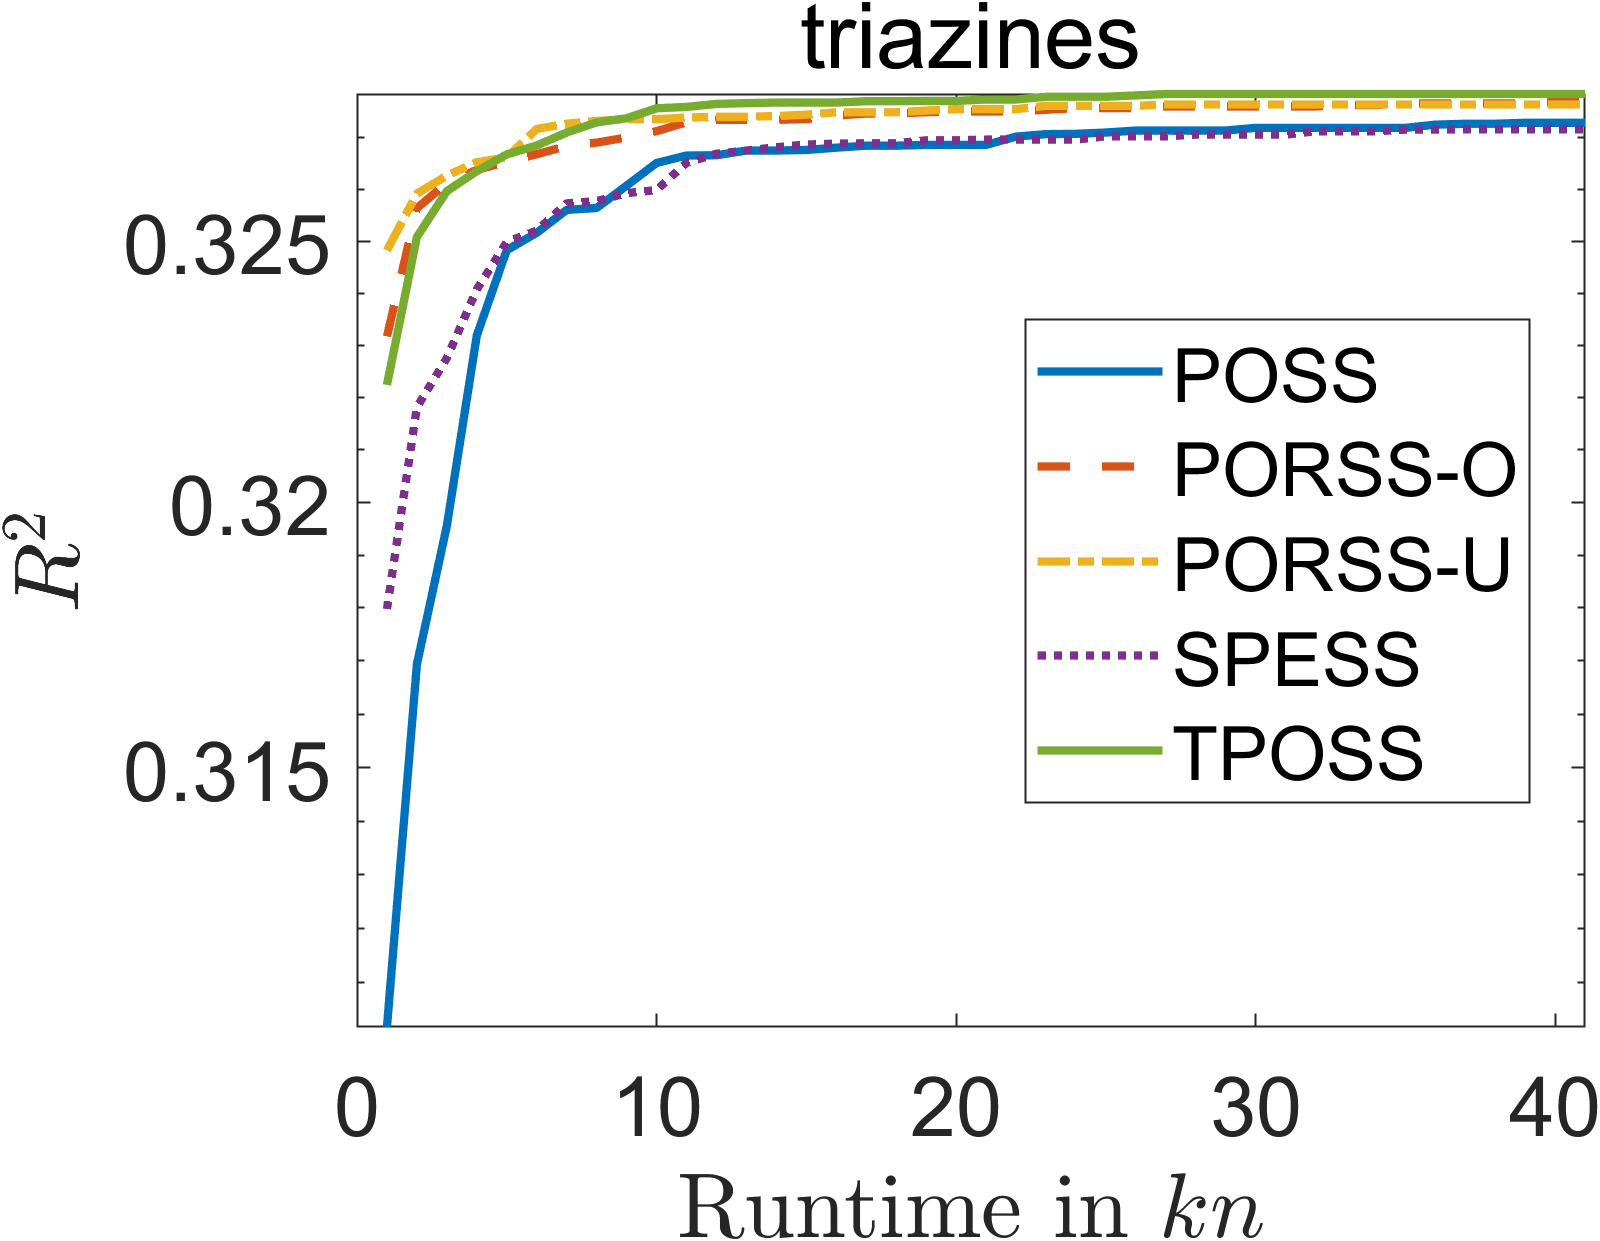 triazines
0.325
0.32
0.315
R²
POSS
PORSS-O
PORSS-U
SPESS
TPOSS
0 10 20 30 40
Runtime in kn